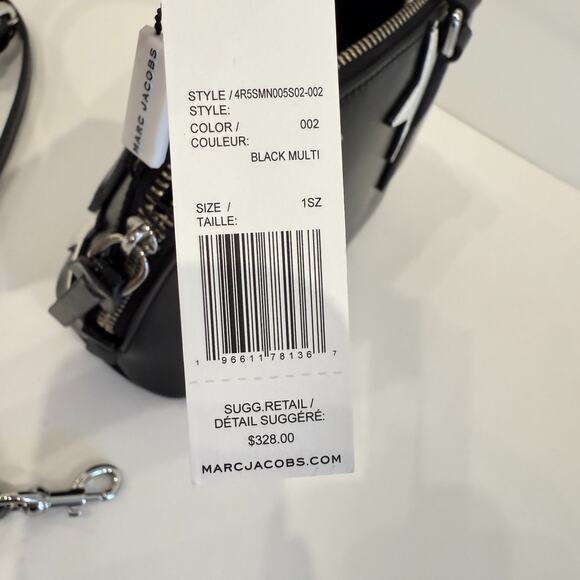 MARC JACOBS
STYLE / 4R5SMN005S02-002
STYLE:
COLOR / 002
COULEUR:
BLACK MULTI
SIZE / 1SZ
TAILLE:
1 96611 78136 7
SUGG.RETAIL /
DÉTAIL SUGGÉRÉ:
$328.00
MARCJACOBS.COM